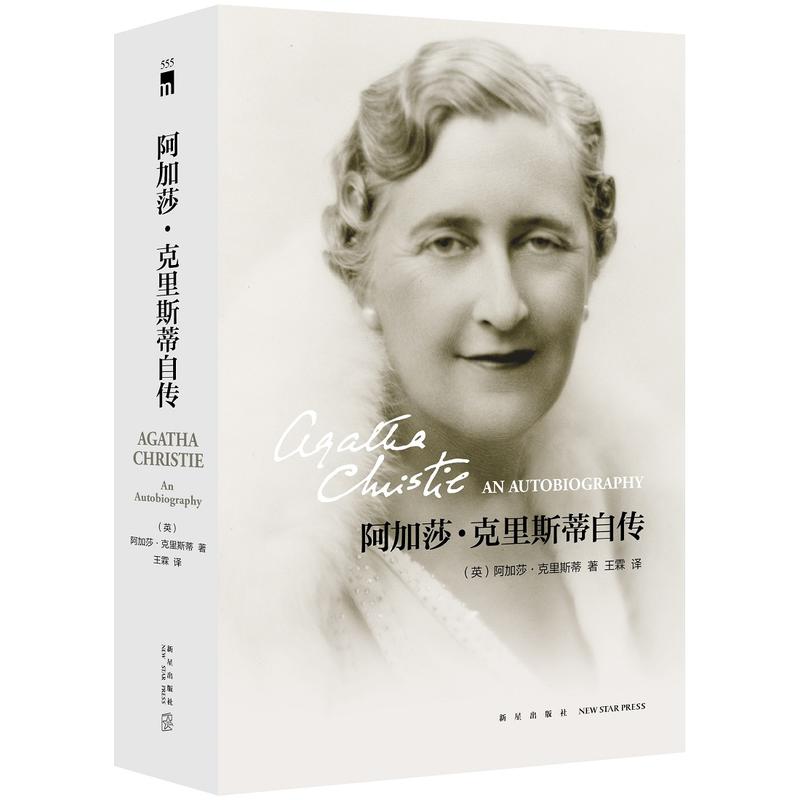 555
m
阿加莎·克里斯蒂自传
AGATHA
CHRISTIE
An
Autobiography
（英）
阿加莎·克里斯蒂 著
王霖 译
新星出版社
NEW STAR PRESS
Agatha
Christie AN AUTOBIOGRAPHY
阿加莎·克里斯蒂自传
（英）阿加莎·克里斯蒂 著 王霖 译
新星出版社 NEW STAR PRESS